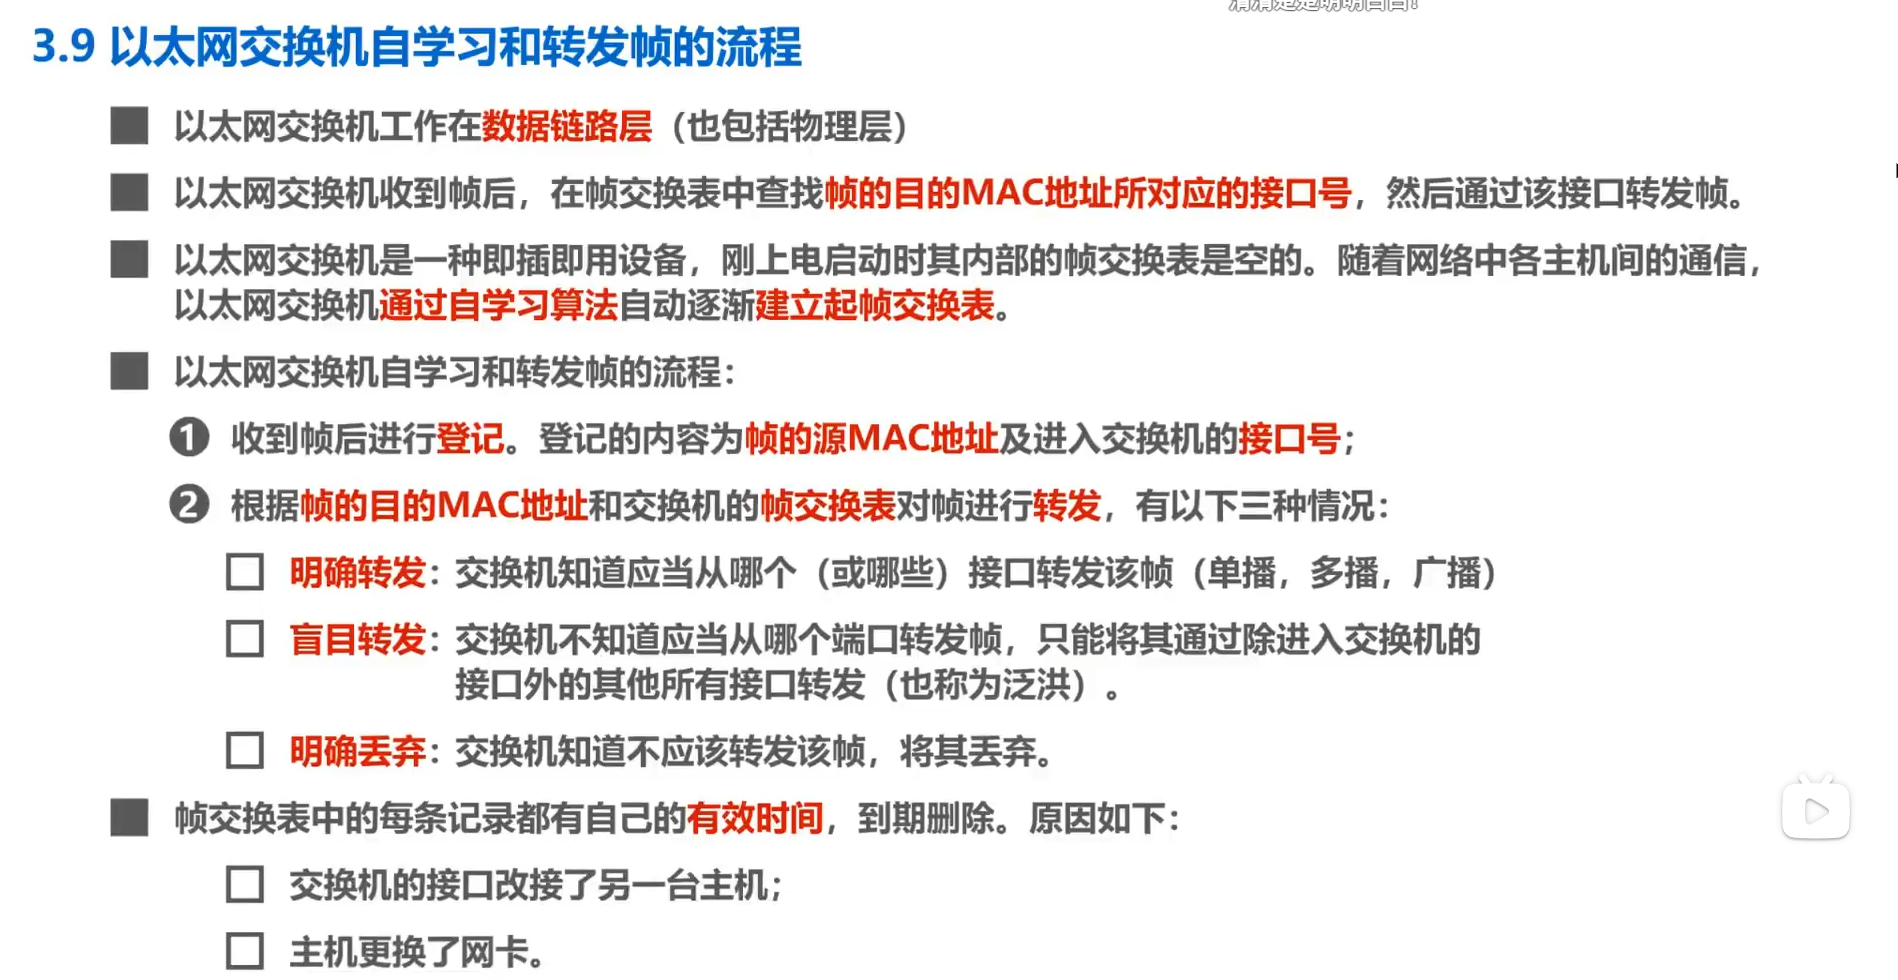 3.9 以太网交换机自学习和转发帧的流程
以太网交换机工作在数据链路层（也包括物理层）
以太网交换机收到帧后，在帧交换表中查找帧的目的MAC地址所对应的接口号，然后通过该接口转发帧。
以太网交换机是一种即插即用设备，刚上电启动时其内部的帧交换表是空的。随着网络中各主机间的通信，
以太网交换机通过自学习算法自动逐渐建立起帧交换表。
以太网交换机自学习和转发帧的流程：
❶ 收到帧后进行登记。登记的内容为帧的源MAC地址及进入交换机的接口号；
❷ 根据帧的目的MAC地址和交换机的帧交换表对帧进行转发，有以下三种情况：
明确转发：交换机知道应当从哪个（或哪些）接口转发该帧（单播，多播，广播）
盲目转发：交换机不知道应当从哪个端口转发帧，只能将其通过除进入交换机的
接口外的其他所有接口转发（也称为泛洪）。
明确丢弃：交换机知道不应该转发该帧，将其丢弃。
帧交换表中的每条记录都有自己的有效时间，到期删除。原因如下：
交换机的接口改接了另一台主机；
主机更换了网卡。